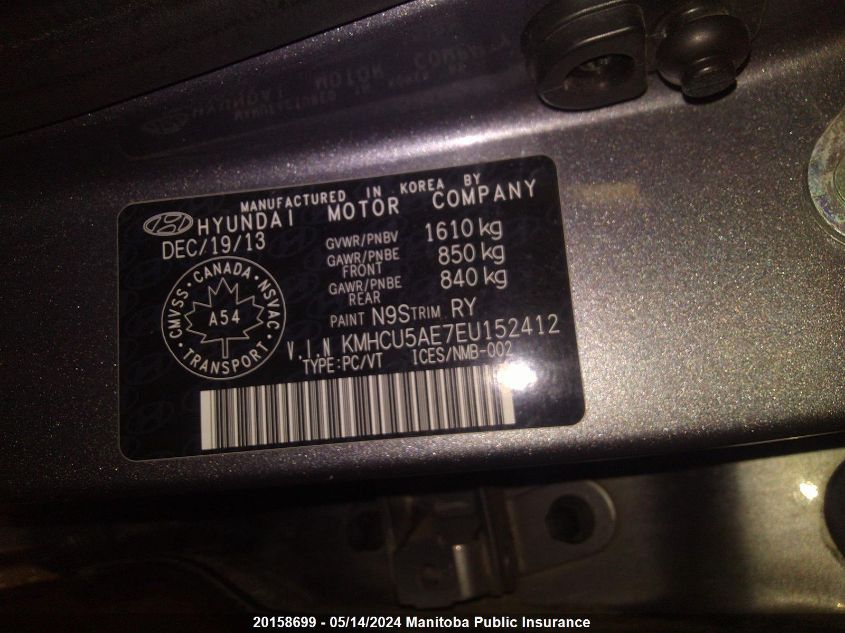 MANUFACTURED IN KOREA BY
HYUNDAI MOTOR COMPANY
DEC/19/13
GVWR/PNBV 1610 kg
GAWR/PNBE FRONT 850 kg
GAWR/PNBE REAR 840 kg
CANADA
CMVSS NSVAC
A54
TRANSPORT
PAINT N9S TRIM RY
V.I.N KMHCU5AE7EU152412
TYPE:PC/VT ICES/NMB-002
20158699 - 05/14/2024 Manitoba Public Insurance